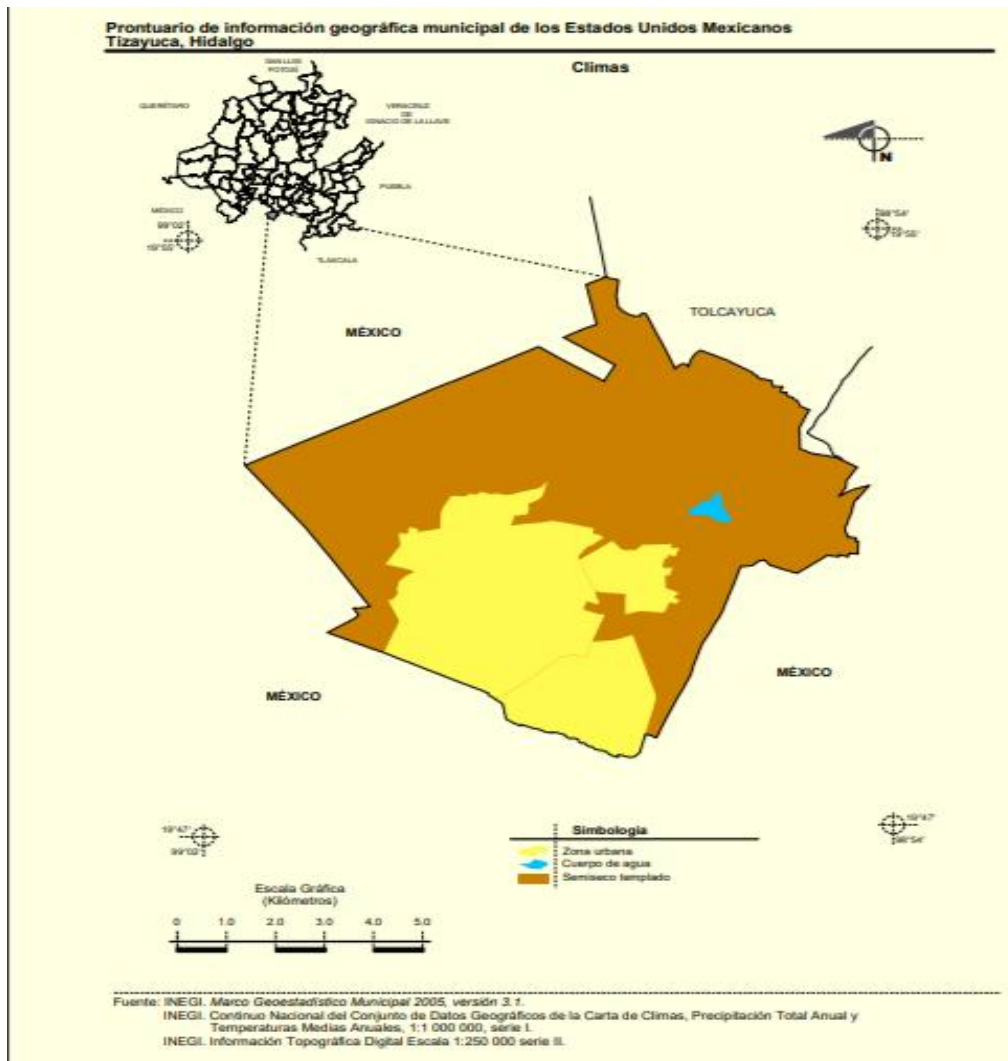 Prontuario de información geográfica municipal de los Estados Unidos Mexicanos
Tizayuca, Hidalgo
Climas
SAN LUIS
POTOSÍ
QUERÉTARO
VERACRUZ
DE
IGNACIO DE LA LLAVE
PUEBLA
MÉXICO
TLAXCALA
N
99°02'
19°55'
98°54'
19°55'
TOLCAYUCA
MÉXICO
MÉXICO
MÉXICO
19°47'
99°02'
19°47'
98°54'
Simbología
Zona urbana
Cuerpo de agua
Semiseco templado
Escala Gráfica
(Kilómetros)
0 1.0 2.0 3.0 4.0 5.0
Fuente: INEGI. Marco Geoestadístico Municipal 2005, versión 3.1.
INEGI. Continuo Nacional del Conjunto de Datos Geográficos de la Carta de Climas, Precipitación Total Anual y
Temperaturas Medias Anuales, 1:1 000 000, serie I.
INEGI. Información Topográfica Digital Escala 1:250 000 serie II.